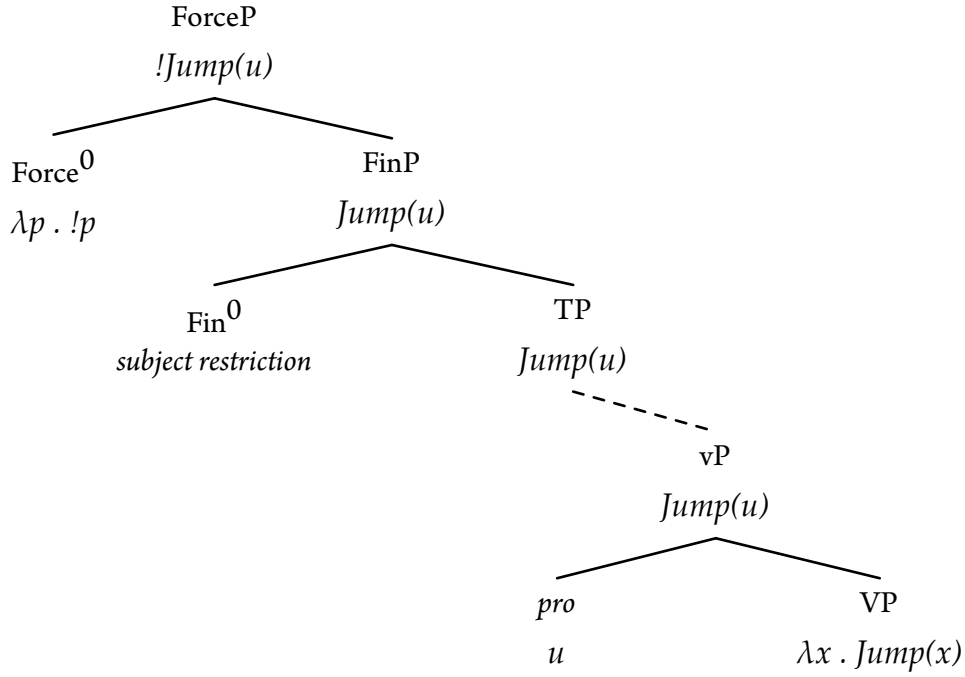 ForceP
!Jump(u)
Force⁰
FinP
λp . !p
Jump(u)
Fin⁰
TP
subject restriction
Jump(u)
vP
Jump(u)
pro
VP
u
λx . Jump(x)